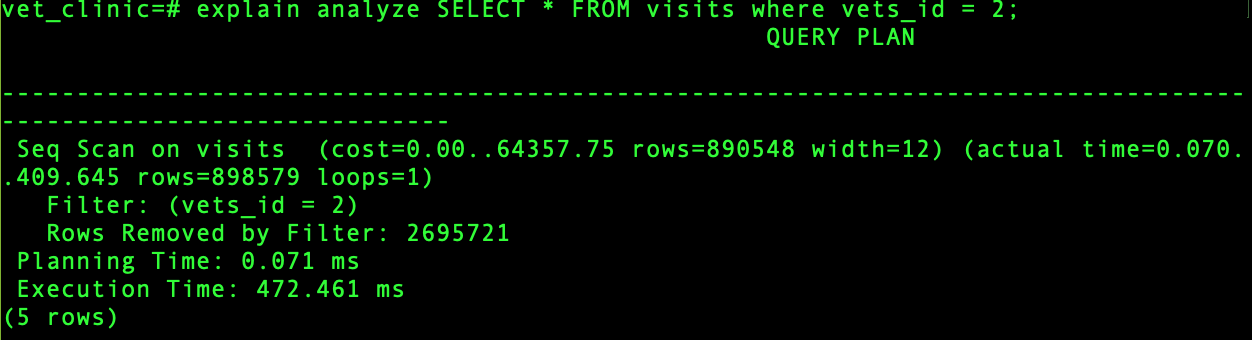 vet_clinic=# explain analyze SELECT * FROM visits where vets_id = 2;
QUERY PLAN
-----------------------------------------------------------------------------------
------------------------------
Seq Scan on visits  (cost=0.00..64357.75 rows=890548 width=12) (actual time=0.070.
.409.645 rows=898579 loops=1)
Filter: (vets_id = 2)
Rows Removed by Filter: 2695721
Planning Time: 0.071 ms
Execution Time: 472.461 ms
(5 rows)